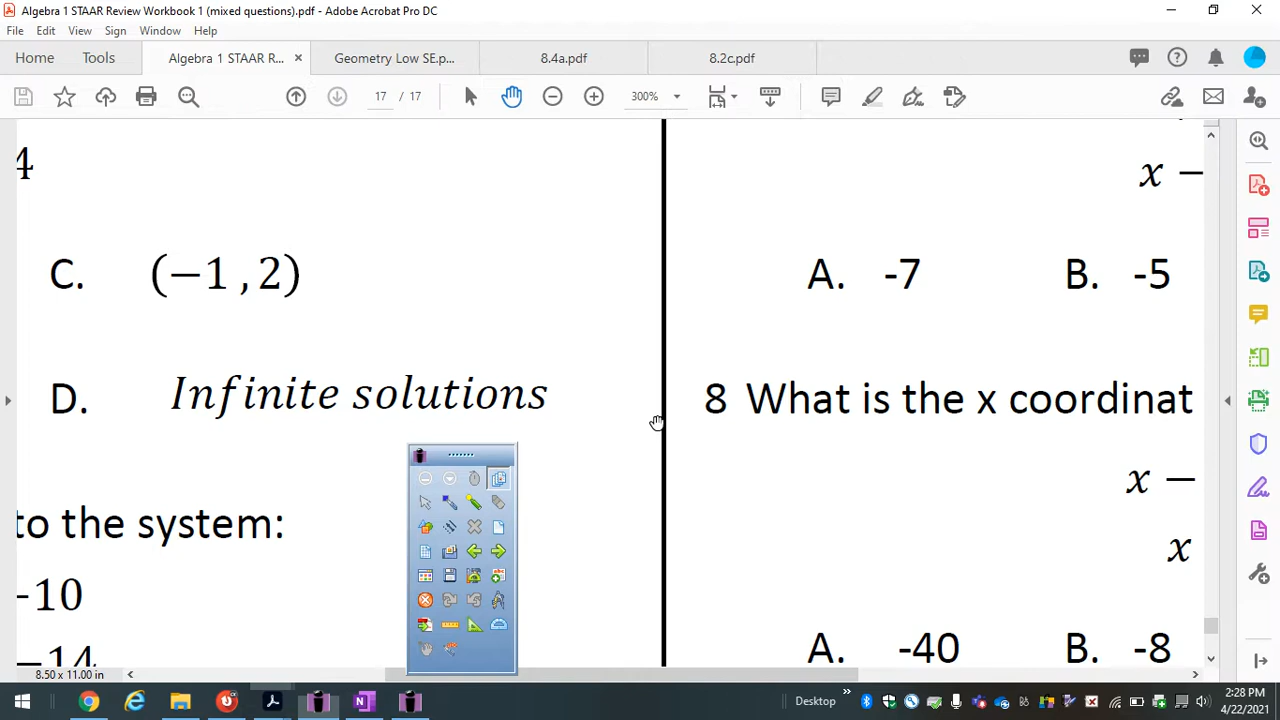 Algebra 1 STAAR Review Workbook 1 (mixed questions).pdf - Adobe Acrobat Pro DC
File Edit View Sign Window Help
Home Tools Algebra 1 STAAR R... × Geometry Low SE:... 8.4a.pdf 8.2c.pdf
17 / 17 300%
4
x −
C. (−1 , 2)
A. -7 B. -5
D. Infinite solutions
8 What is the x coordinat
x −
to the system:
x
-10
−14
A. -40 B. -8
8.50 x 11.00 in
Desktop
2:28 PM
4/22/2021